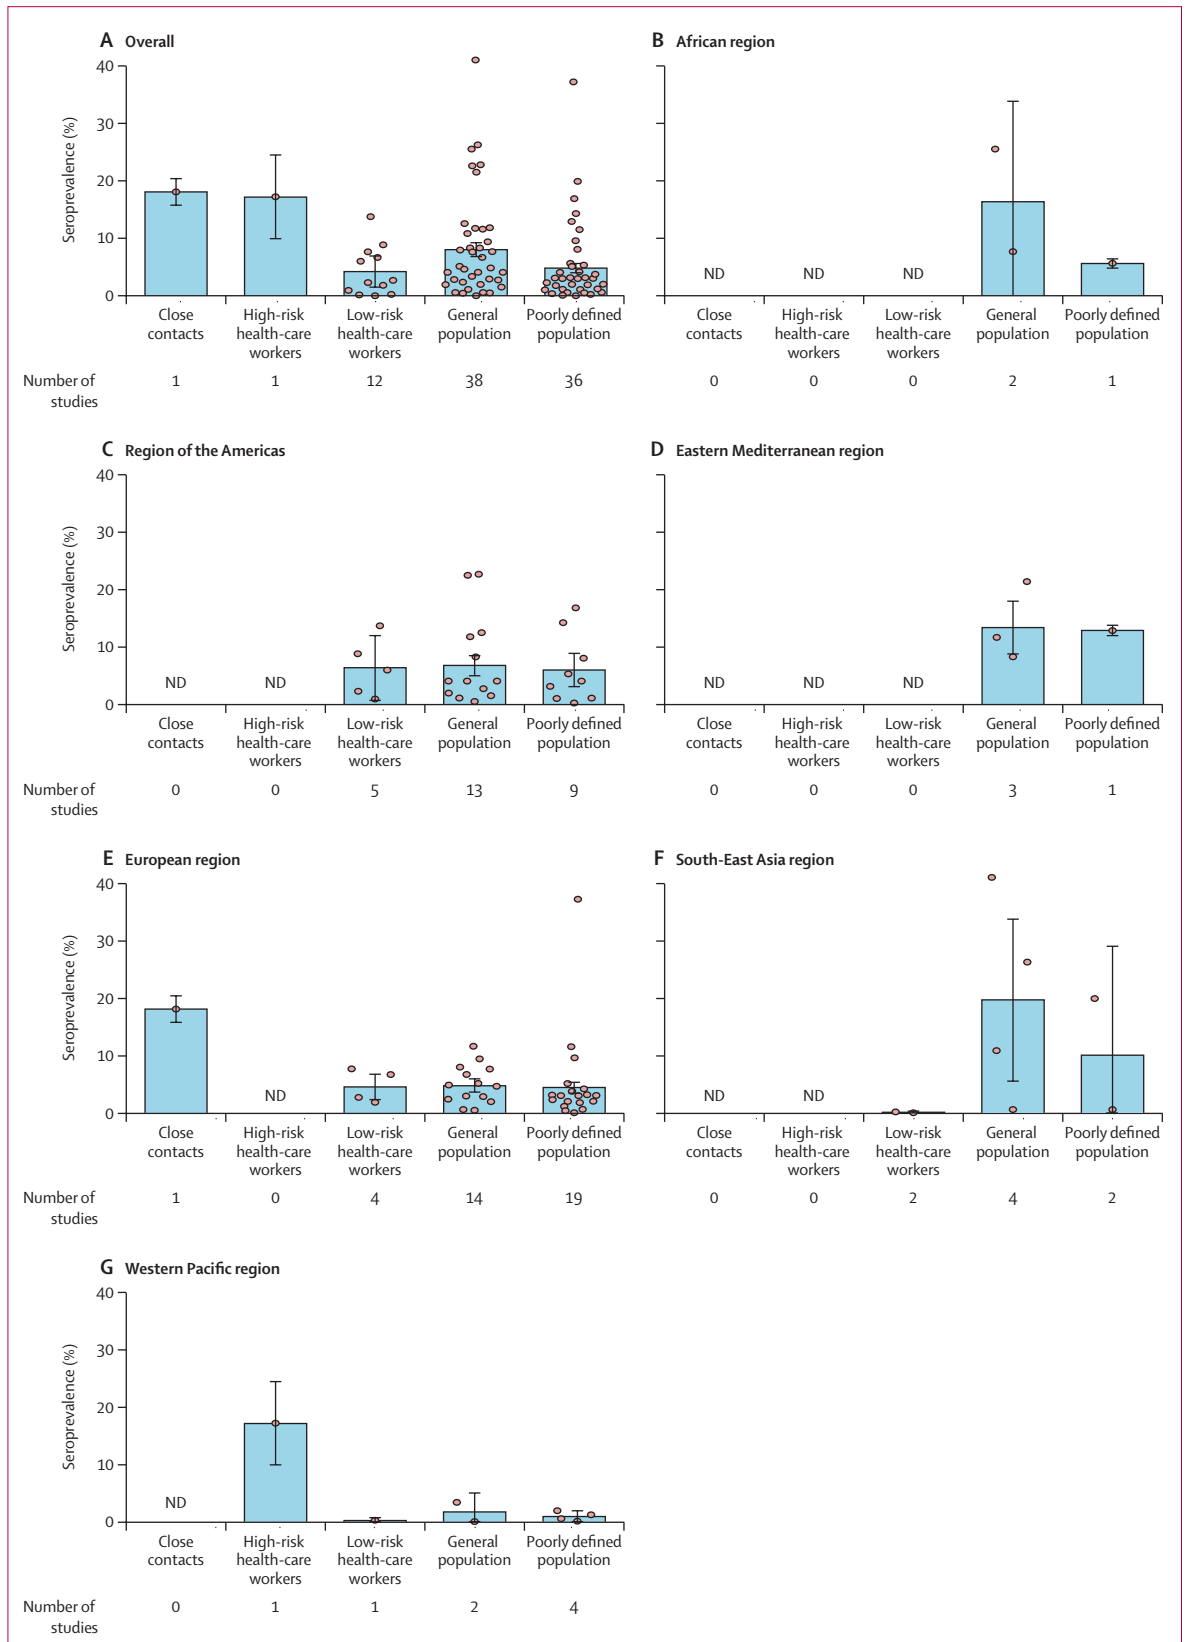 A Overall
40
30
20
10
0
Seroprevalence (%)
Close contacts
High-risk health-care workers
Low-risk health-care workers
General population
Poorly defined population
Number of studies
1 1 12 38 36
B African region
ND ND ND
Close contacts
High-risk health-care workers
Low-risk health-care workers
General population
Poorly defined population
0 0 0 2 1
C Region of the Americas
40
30
20
10
0
Seroprevalence (%)
ND ND
Close contacts
High-risk health-care workers
Low-risk health-care workers
General population
Poorly defined population
Number of studies
0 0 5 13 9
D Eastern Mediterranean region
ND ND ND
Close contacts
High-risk health-care workers
Low-risk health-care workers
General population
Poorly defined population
0 0 0 3 1
E European region
40
30
20
10
0
Seroprevalence (%)
ND
Close contacts
High-risk health-care workers
Low-risk health-care workers
General population
Poorly defined population
Number of studies
1 0 4 14 19
F South-East Asia region
ND ND
Close contacts
High-risk health-care workers
Low-risk health-care workers
General population
Poorly defined population
0 0 2 4 2
G Western Pacific region
40
30
20
10
0
Seroprevalence (%)
ND
Close contacts
High-risk health-care workers
Low-risk health-care workers
General population
Poorly defined population
Number of studies
0 1 1 2 4